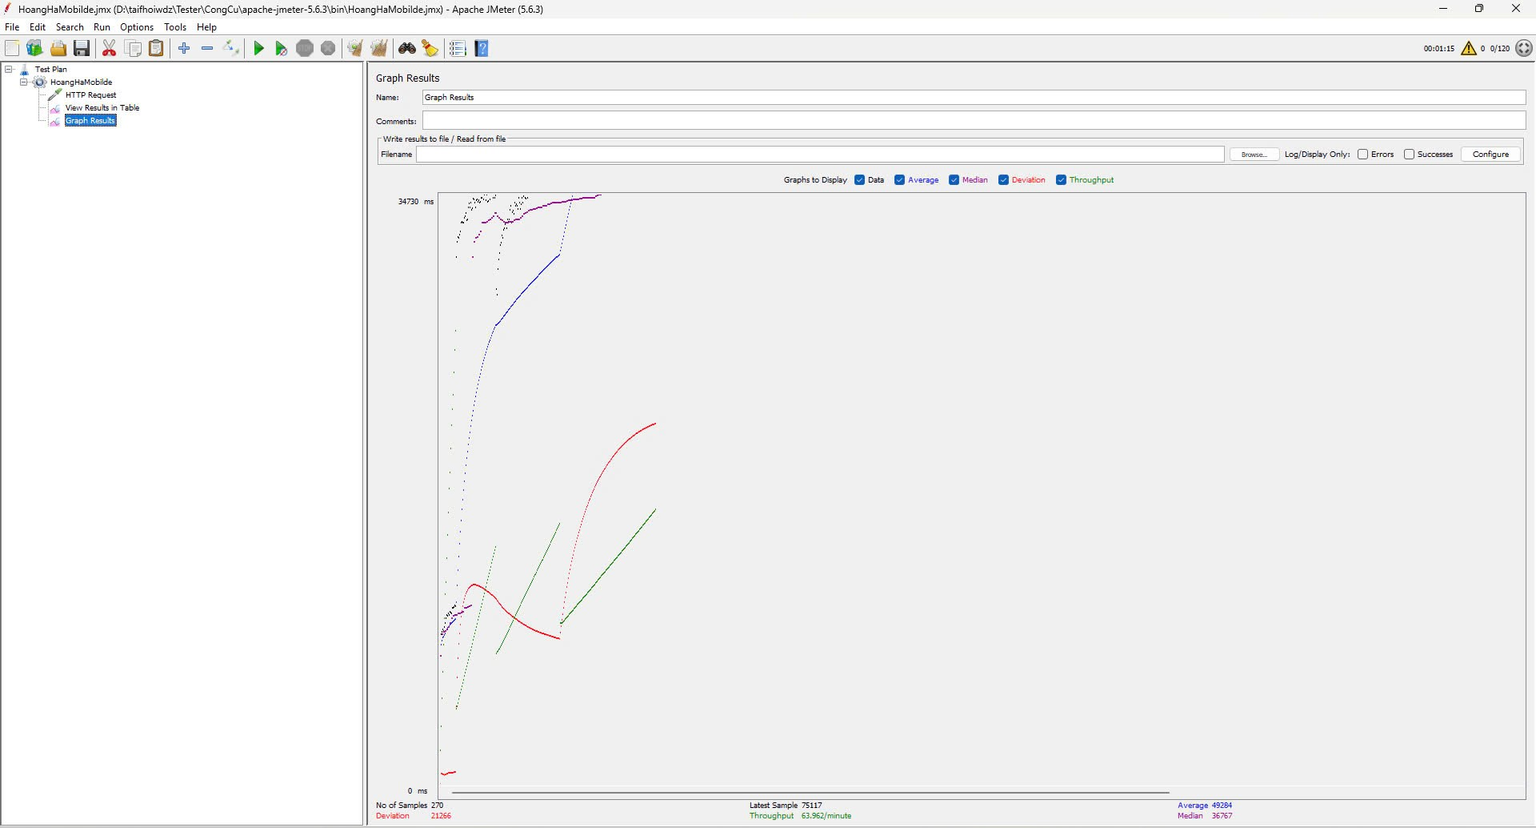 HoangHaMobilde.jmx (D:\taifhoiwdz\Tester\CongCu\apache-jmeter-5.6.3\bin\HoangHaMobilde.jmx) - Apache JMeter (5.6.3)
File Edit Search Run Options Tools Help
00:01:15 0 0/120
Test Plan
HoangHaMobilde
HTTP Request
View Results in Table
Graph Results
Graph Results
Name: Graph Results
Comments:
Write results to file / Read from file
Filename Browse... Log/Display Only: Errors Successes Configure
Graphs to Display Data Average Median Deviation Throughput
34730 ms
0 ms
No of Samples 270 Latest Sample 75117 Average 49284
Deviation 21266 Throughput 63.962/minute Median 36767